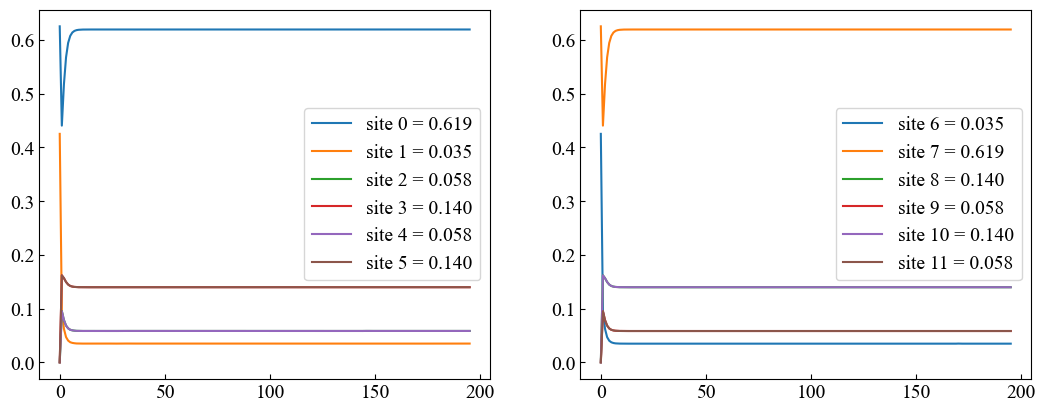 0.6
0.5
0.4
0.3
0.2
0.1
0.0
0 50 100 150 200
site 0 = 0.619
site 1 = 0.035
site 2 = 0.058
site 3 = 0.140
site 4 = 0.058
site 5 = 0.140
0.6
0.5
0.4
0.3
0.2
0.1
0.0
0 50 100 150 200
site 6 = 0.035
site 7 = 0.619
site 8 = 0.140
site 9 = 0.058
site 10 = 0.140
site 11 = 0.058